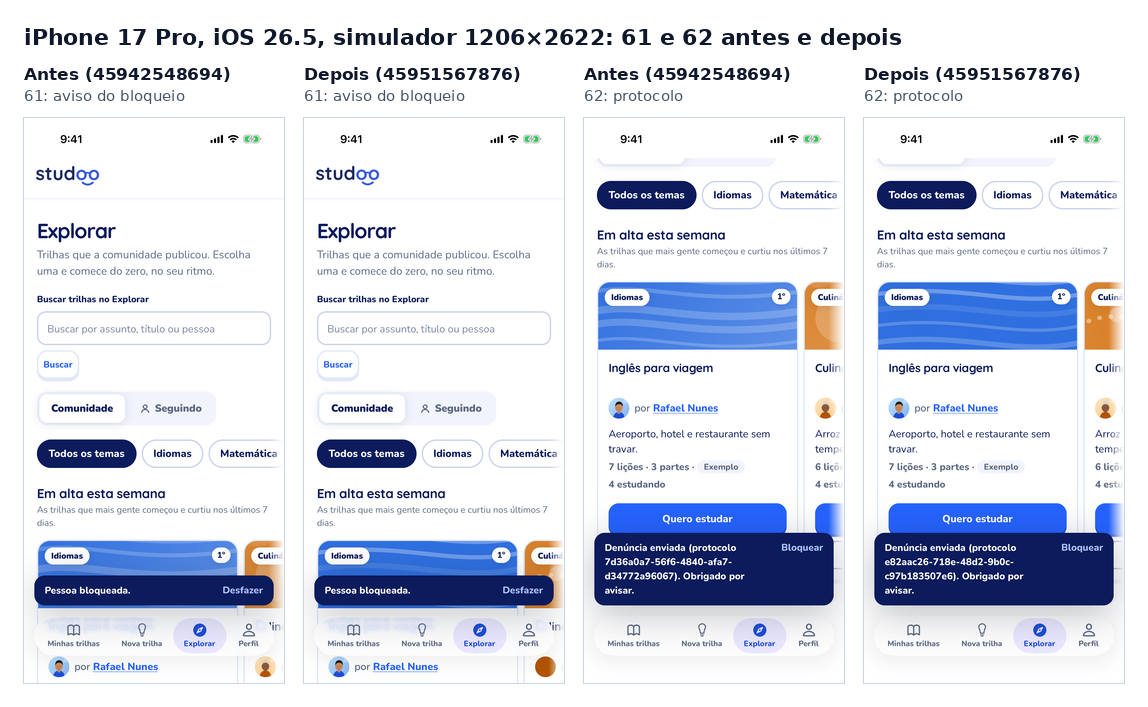 iPhone 17 Pro, iOS 26.5, simulador 1206×2622: 61 e 62 antes e depois
Antes (45942548694)
61: aviso do bloqueio
9:41
studoo
Explorar
Trilhas que a comunidade publicou. Escolha
uma e comece do zero, no seu ritmo.
Buscar trilhas no Explorar
Buscar por assunto, título ou pessoa
Buscar
Comunidade
Seguindo
Todos os temas
Idiomas
Matemática
Em alta esta semana
As trilhas que mais gente começou e curtiu nos últimos 7
dias.
Idiomas
1º
Pessoa bloqueada.
Desfazer
Minhas trilhas
Nova trilha
Explorar
Perfil
por Rafael Nunes
Depois (45951567876)
61: aviso do bloqueio
9:41
studoo
Explorar
Trilhas que a comunidade publicou. Escolha
uma e comece do zero, no seu ritmo.
Buscar trilhas no Explorar
Buscar por assunto, título ou pessoa
Buscar
Comunidade
Seguindo
Todos os temas
Idiomas
Matemática
Em alta esta semana
As trilhas que mais gente começou e curtiu nos últimos 7
dias.
Idiomas
1º
Pessoa bloqueada.
Desfazer
Minhas trilhas
Nova trilha
Explorar
Perfil
por Rafael Nunes
Antes (45942548694)
62: protocolo
9:41
Todos os temas
Idiomas
Matemática
Em alta esta semana
As trilhas que mais gente começou e curtiu nos últimos 7
dias.
Idiomas
1º
Inglês para viagem
por Rafael Nunes
Aeroporto, hotel e restaurante sem
travar.
7 lições · 3 partes · Exemplo
4 estudando
Quero estudar
Arroz
6 liçõ
4 estu
Denúncia enviada (protocolo
7d36a0a7-56f6-4840-afa7-
d34772a96067). Obrigado por
avisar.
Bloquear
Minhas trilhas
Nova trilha
Explorar
Perfil
Depois (45951567876)
62: protocolo
9:41
Todos os temas
Idiomas
Matemática
Em alta esta semana
As trilhas que mais gente começou e curtiu nos últimos 7
dias.
Idiomas
1º
Inglês para viagem
por Rafael Nunes
Aeroporto, hotel e restaurante sem
travar.
7 lições · 3 partes · Exemplo
4 estudando
Quero estudar
Arroz
6 liçõ
4 estu
Denúncia enviada (protocolo
e82aac26-718e-48d2-9b0c-
c97b183507e6). Obrigado por
avisar.
Bloquear
Minhas trilhas
Nova trilha
Explorar
Perfil